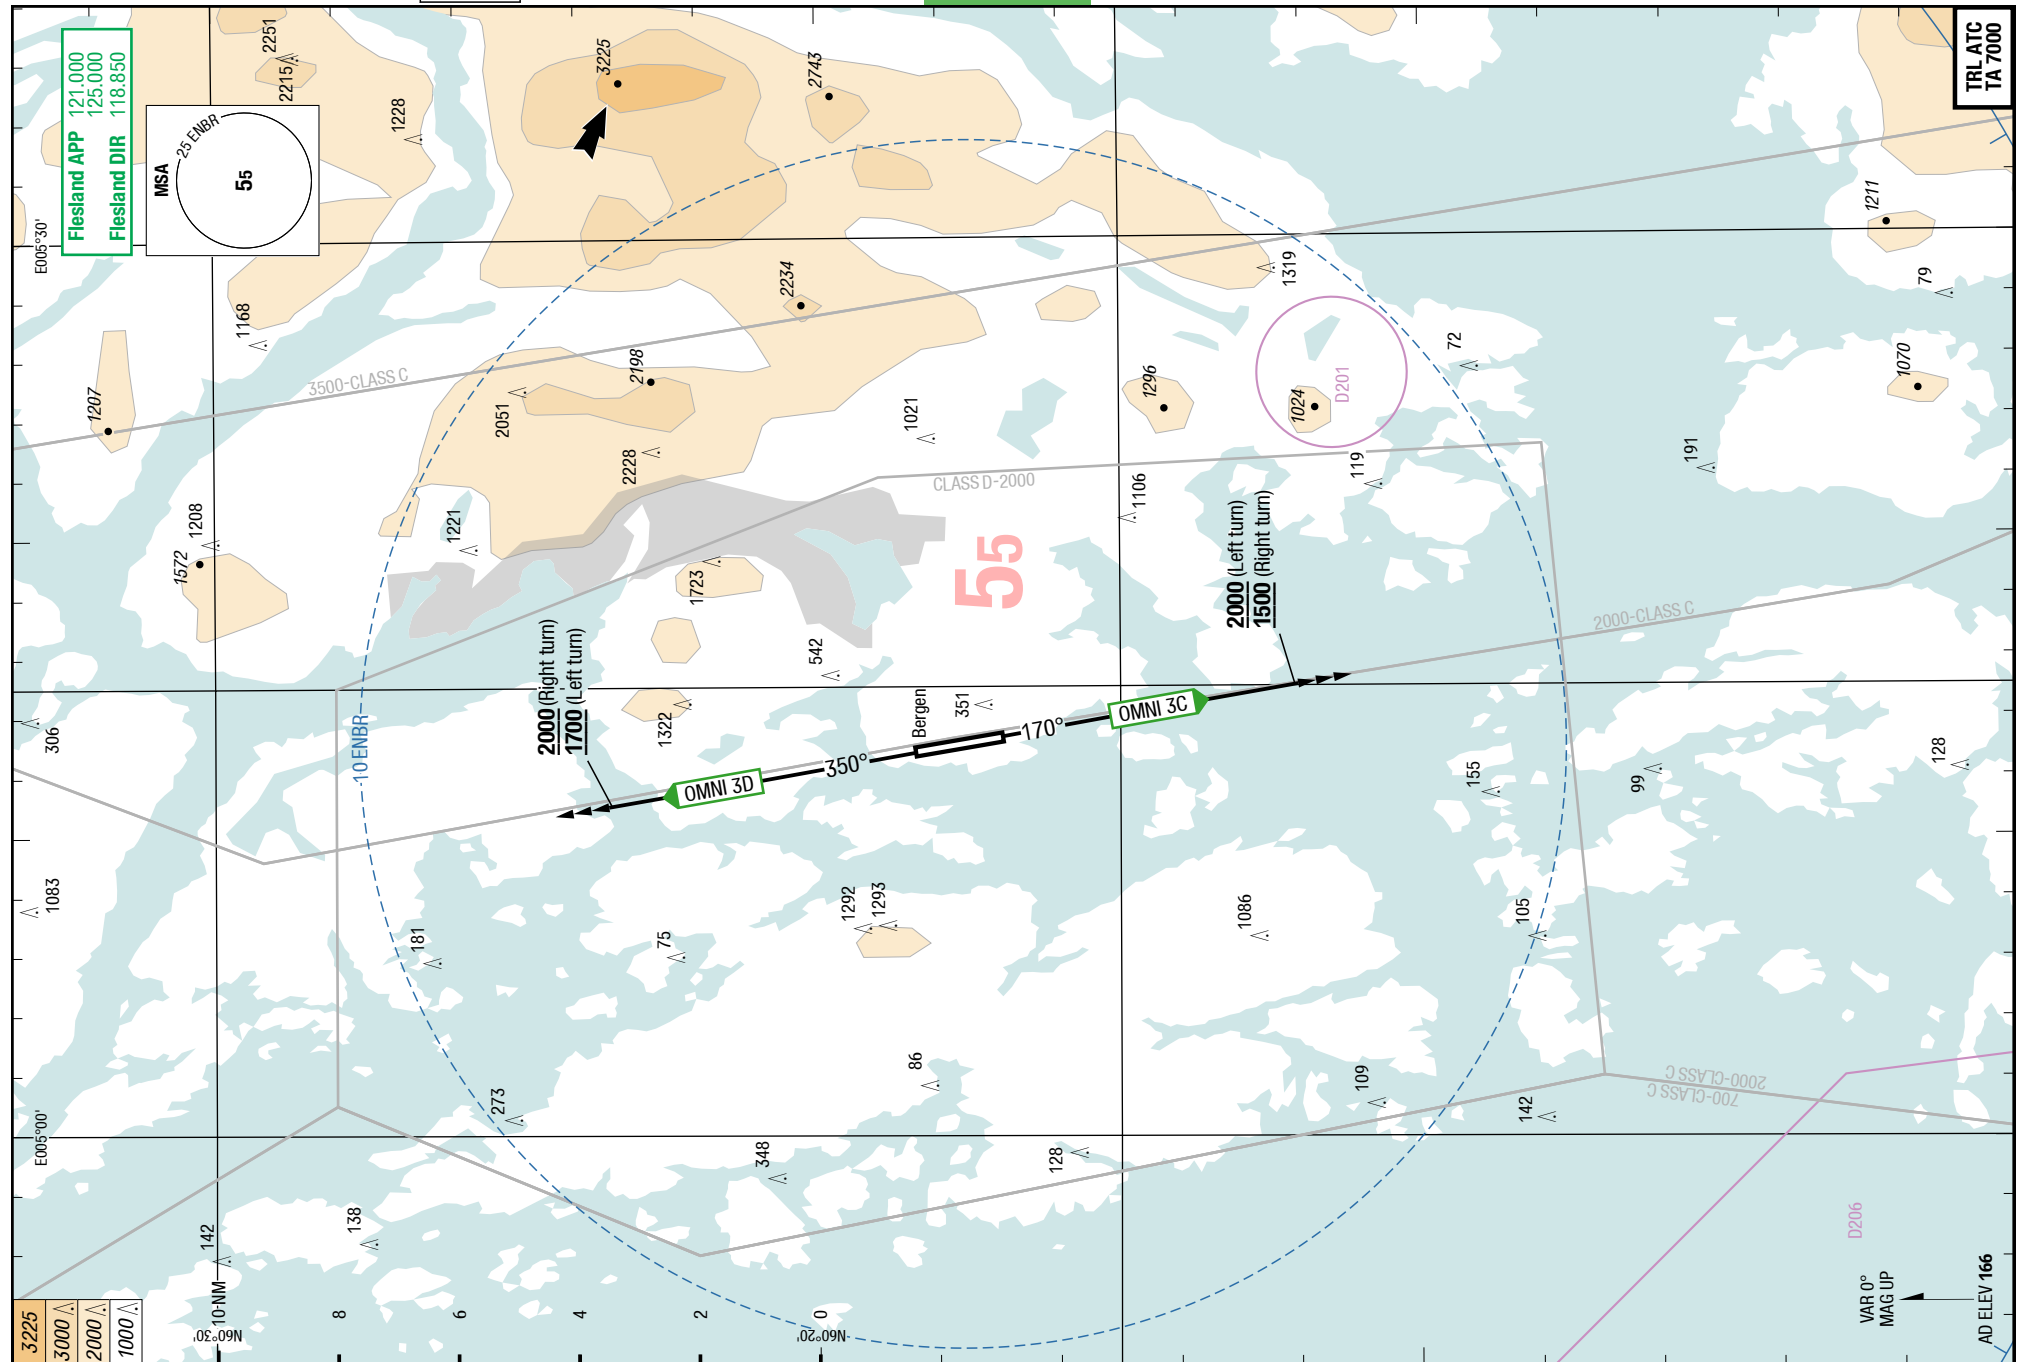 Flesland APP 121.000
125.000
Flesland DIR 118.850
MSA
25 ENBR
55
TRL ATC
TA 7000
E005°30'
E005°00'
2251
2215
1228
3225
2743
2234
1168
3500-CLASS C
1207
2198
2051
2228
1021
1319
1296
1024
D201
72
1211
79
1070
191
119
1106
CLASS D-2000
1221
1208
1572
1723
542
55
2000 (Left turn)
1500 (Right turn)
2000-CLASS C
2000 (Right turn)
1700 (Left turn)
10 ENBR
1322
351
Bergen
OMNI 3C
170°
350°
OMNI 3D
306
1083
181
75
1292
1293
1086
155
105
99
128
273
86
109
142
348
128
2000-CLASS C
700-CLASS C
D206
142
138
10 NM
8
6
4
2
0
N60°30'
N60°20'
3225
3000
2000
1000
VAR 0°
MAG UP
AD ELEV 166